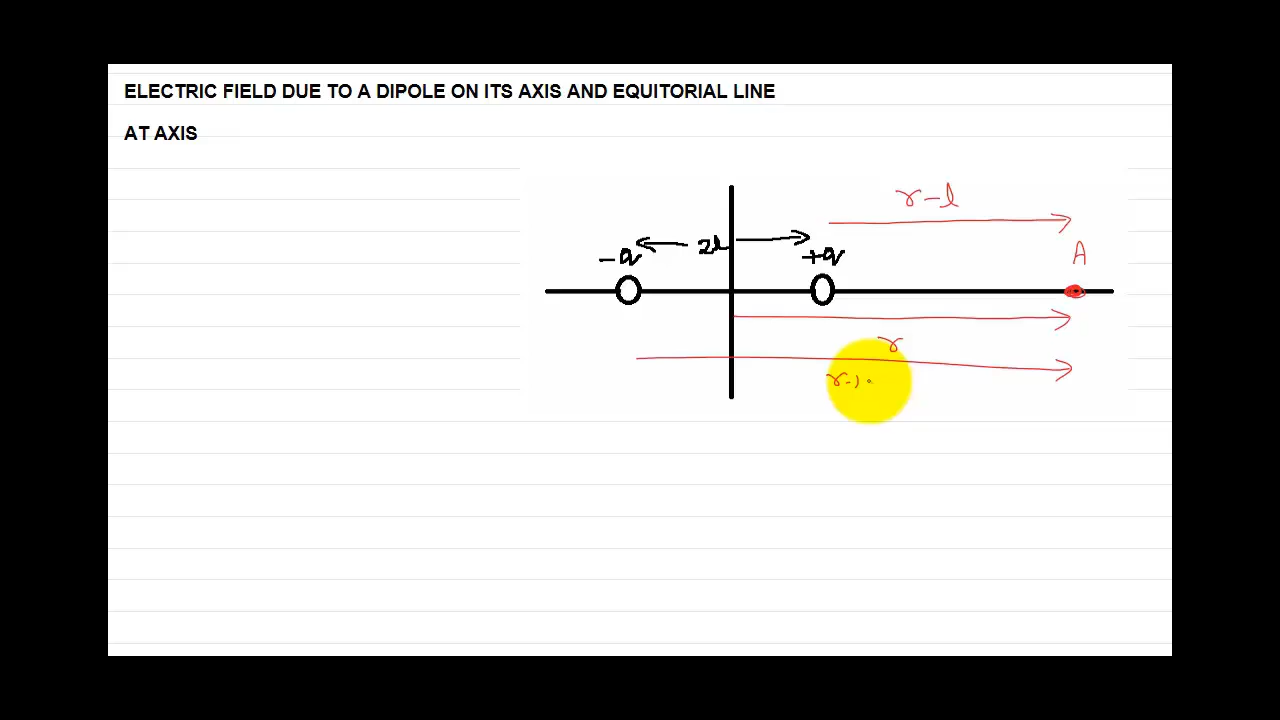 ELECTRIC FIELD DUE TO A DIPOLE ON ITS AXIS AND EQUITORIAL LINE
AT AXIS
r-l
-q 2l +q
A
r